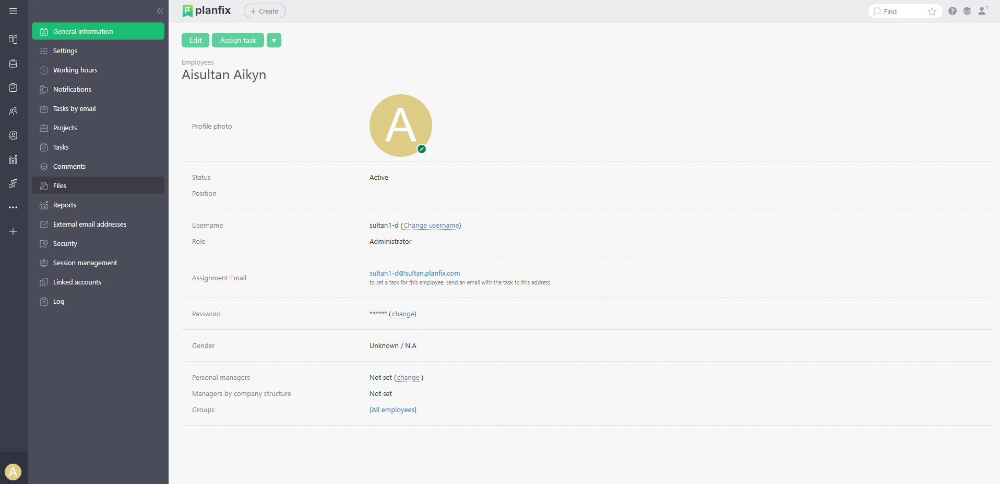 planfix
+ Create
Find
1
General information
Settings
Working hours
Notifications
Tasks by email
Projects
Tasks
Comments
Files
Reports
External email addresses
Security
Session management
Linked accounts
Log
A
Edit
Assign task
Employees
Aisultan Aikyn
Profile photo
A
Status Active
Position
Username sultan1-d (Change username)
Role Administrator
Assignment Email sultan1-d@sultan.planfix.com
to set a task for this employee, send an email with the task to this address
Password ****** (change)
Gender Unknown / N.A
Personal managers Not set (change )
Managers by company structure Not set
Groups [All employees]